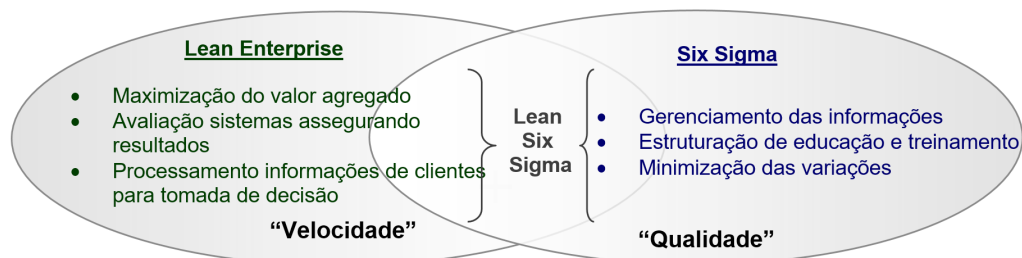 Lean Enterprise
• Maximização do valor agregado
• Avaliação sistemas assegurando
resultados
• Processamento informações de clientes
para tomada de decisão
“Velocidade”
Lean
Six
Sigma
Six Sigma
• Gerenciamento das informações
• Estruturação de educação e treinamento
• Minimização das variações
“Qualidade”